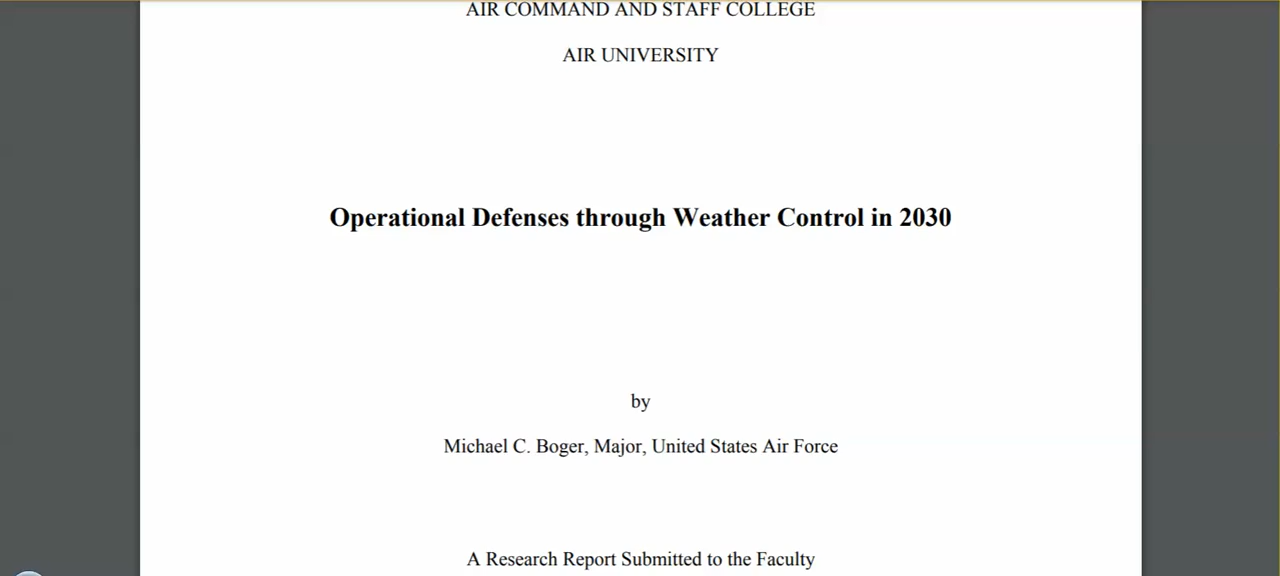 AIR COMMAND AND STAFF COLLEGE
AIR UNIVERSITY
Operational Defenses through Weather Control in 2030
by
Michael C. Boger, Major, United States Air Force
A Research Report Submitted to the Faculty